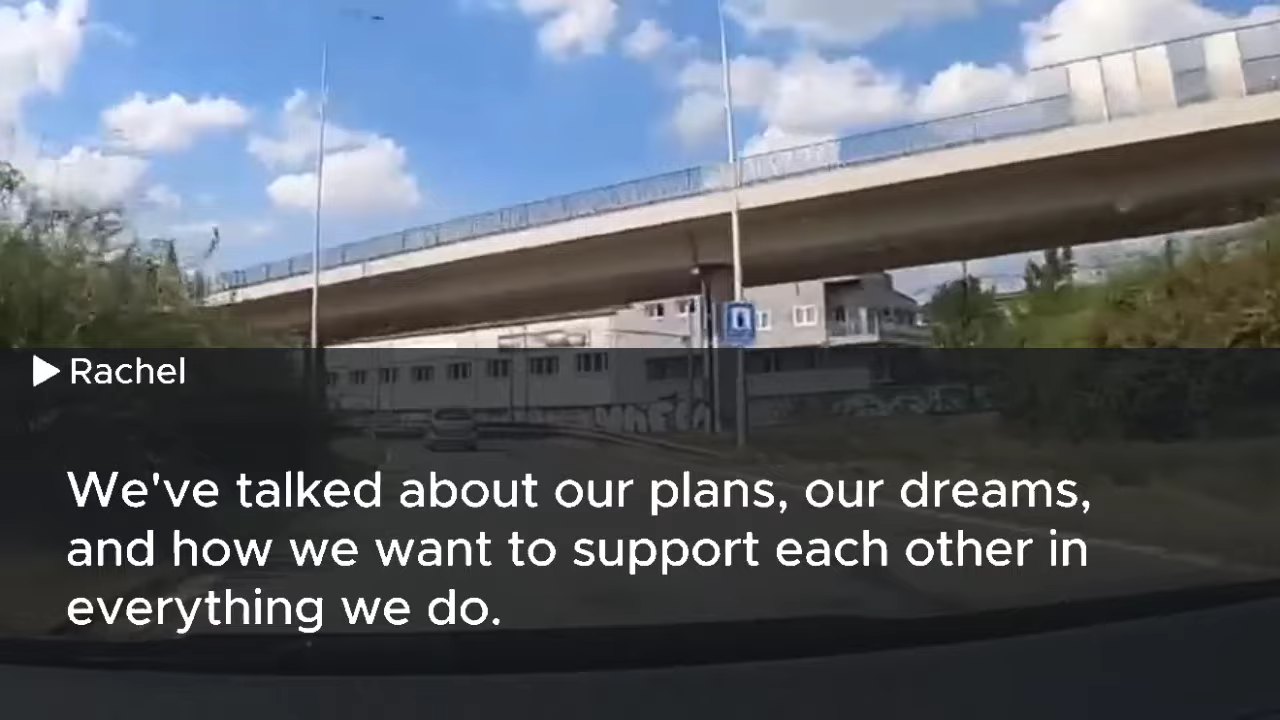 Rachel
We've talked about our plans, our dreams,
and how we want to support each other in
everything we do.